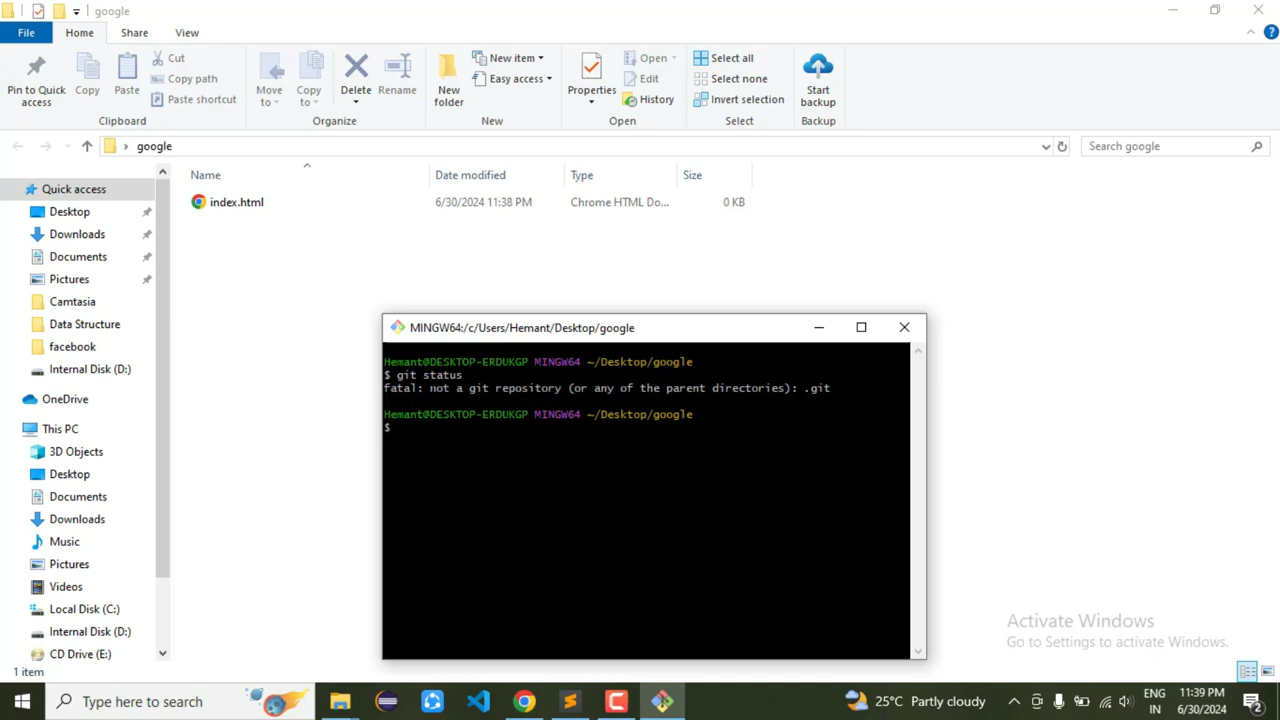 google
File
Home
Share
View
Pin to Quick access
Copy
Paste
Cut
Copy path
Paste shortcut
Clipboard
Move to
Copy to
Delete
Rename
Organize
New folder
New item
Easy access
New
Properties
Open
Edit
History
Open
Select all
Select none
Invert selection
Select
Start backup
Backup
google
Search google
Name
Date modified
Type
Size
index.html
6/30/2024 11:38 PM
Chrome HTML Do...
0 KB
Quick access
Desktop
Downloads
Documents
Pictures
Camtasia
Data Structure
facebook
Internal Disk (D:)
OneDrive
This PC
3D Objects
Desktop
Documents
Downloads
Music
Pictures
Videos
Local Disk (C:)
Internal Disk (D:)
CD Drive (E:)
1 item
MINGW64:/c/Users/Hemant/Desktop/google
Hemant@DESKTOP-ERDUKGP MINGW64 ~/Desktop/google
$ git status
fatal: not a git repository (or any of the parent directories): .git
Hemant@DESKTOP-ERDUKGP MINGW64 ~/Desktop/google
$
Activate Windows
Go to Settings to activate Windows.
Type here to search
25°C Partly cloudy
ENG
IN
11:39 PM
6/30/2024
2